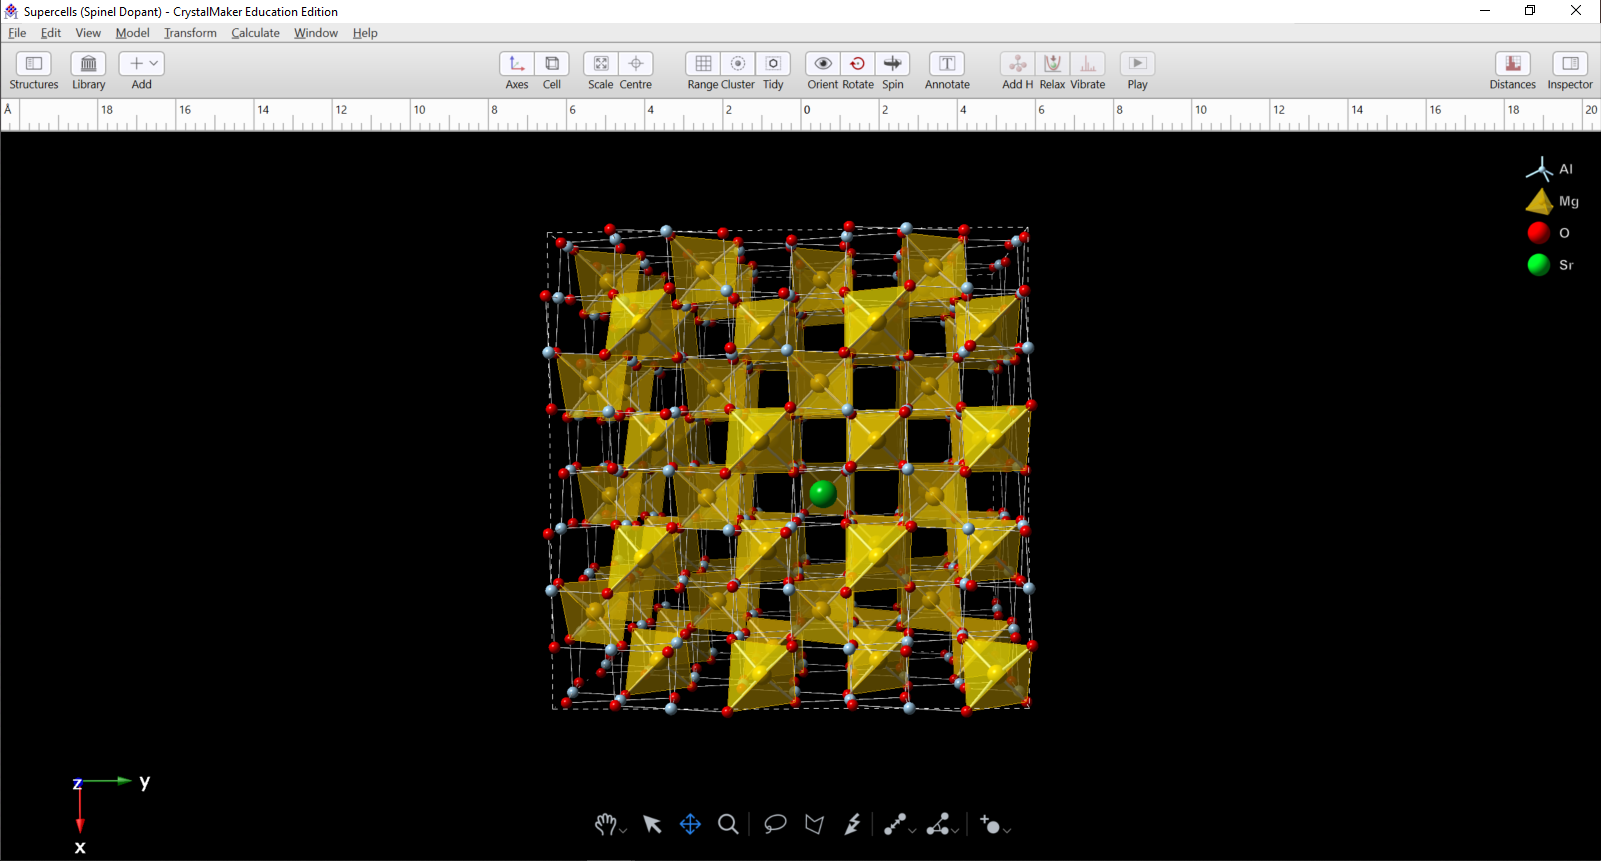 Supercells (Spinel Dopant) - CrystalMaker Education Edition
File Edit View Model Transform Calculate Window Help
Structures Library Add Axes Cell Scale Centre Range Cluster Tidy Orient Rotate Spin Annotate Add H Relax Vibrate Play Distances Inspector
Å 18 16 14 12 10 8 6 4 2 0 2 4 6 8 10 12 14 16 18 20
Al
Mg
O
Sr
z y
x